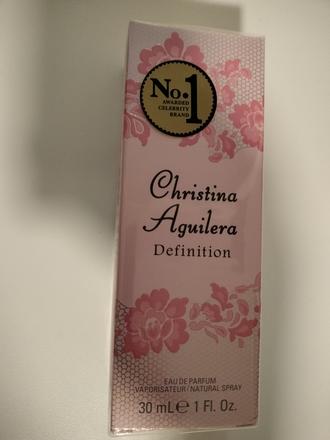 No.1
AWARDED
CELEBRITY
BRAND
Christina
Aguilera
Definition
EAU DE PARFUM
VAPORISATEUR/NATURAL SPRAY
30 mL℮ 1 Fl. Oz.